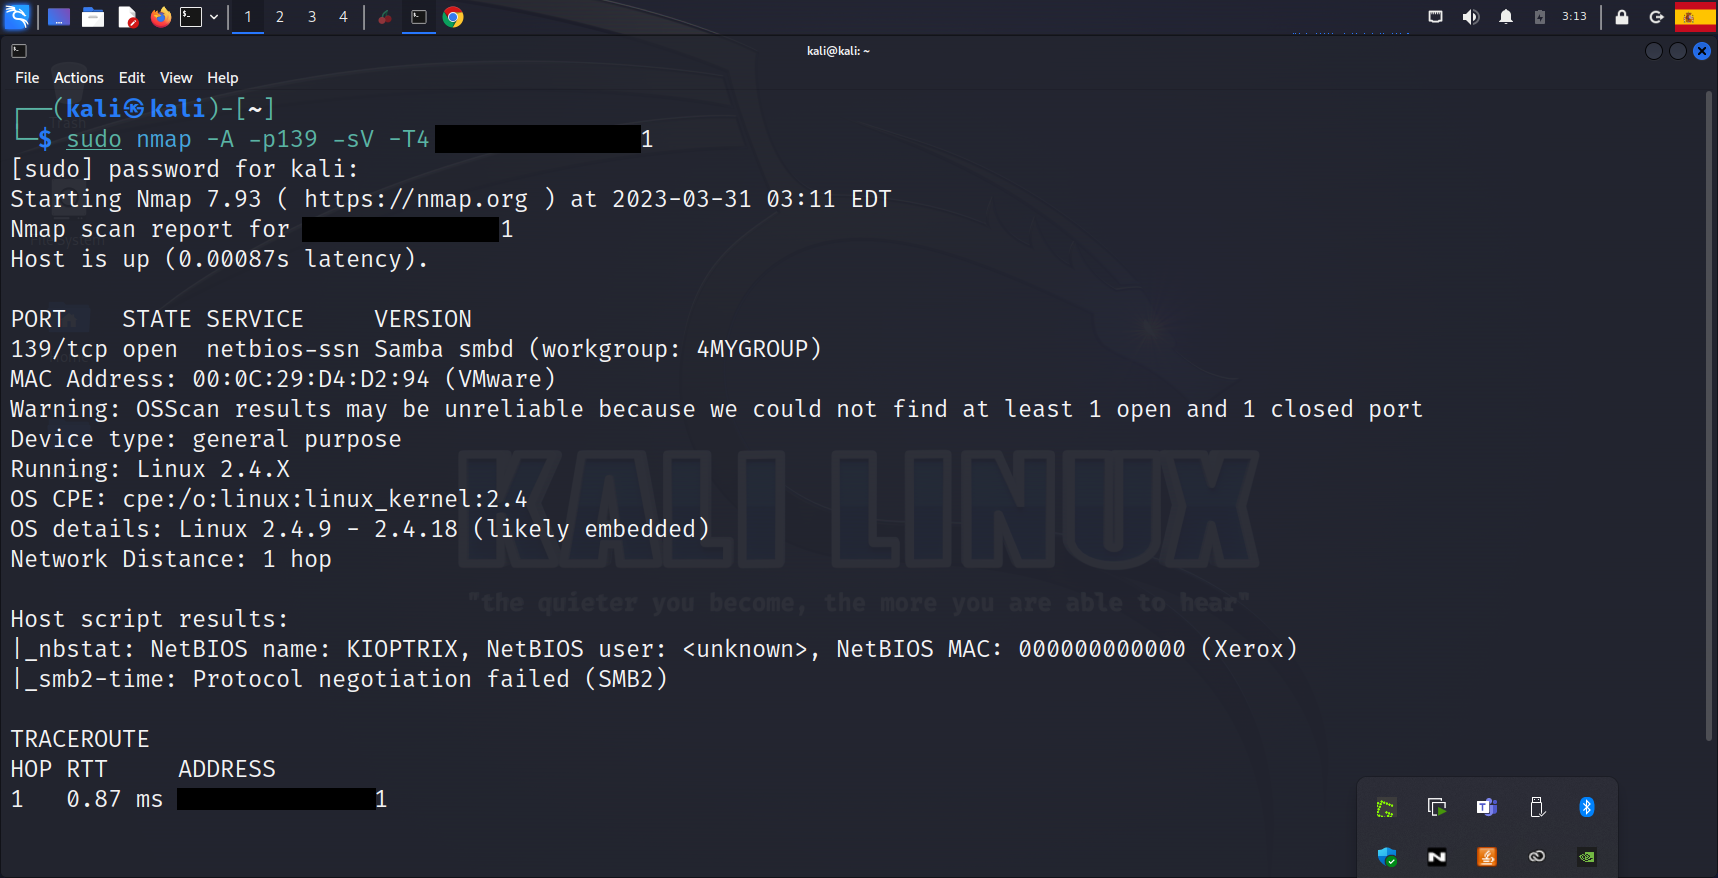 1 2 3 4
3:13
kali@kali: ~
File Actions Edit View Help
┌──(kali㉿kali)-[~]
└─$ sudo nmap -A -p139 -sV -T4 1
[sudo] password for kali:
Starting Nmap 7.93 ( https://nmap.org ) at 2023-03-31 03:11 EDT
Nmap scan report for 1
Host is up (0.00087s latency).
PORT STATE SERVICE VERSION
139/tcp open netbios-ssn Samba smbd (workgroup: 4MYGROUP)
MAC Address: 00:0C:29:D4:D2:94 (VMware)
Warning: OSScan results may be unreliable because we could not find at least 1 open and 1 closed port
Device type: general purpose
Running: Linux 2.4.X
OS CPE: cpe:/o:linux:linux_kernel:2.4
OS details: Linux 2.4.9 - 2.4.18 (likely embedded)
Network Distance: 1 hop
KALI LINUX
"the quieter you become, the more you are able to hear"
Host script results:
|_nbstat: NetBIOS name: KIOPTRIX, NetBIOS user: <unknown>, NetBIOS MAC: 000000000000 (Xerox)
|_smb2-time: Protocol negotiation failed (SMB2)
TRACEROUTE
HOP RTT ADDRESS
1 0.87 ms 1